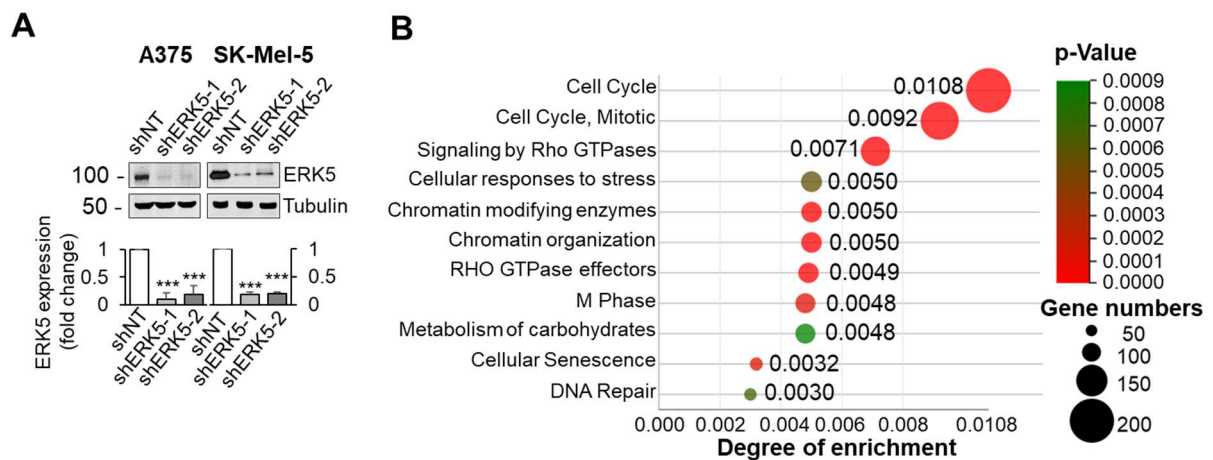 A
A375 SK-Mel-5
shNT
shERK5-1
shERK5-2
shNT
shERK5-1
shERK5-2
100 - ERK5
50 - Tubulin
ERK5 expression
(fold change)
1
0.5
0
*** ***
*** ***
1
0.5
0
shNT
shERK5-1
shERK5-2
shNT
shERK5-1
shERK5-2
B
Cell Cycle 0.0108
Cell Cycle, Mitotic 0.0092
Signaling by Rho GTPases 0.0071
Cellular responses to stress 0.0050
Chromatin modifying enzymes 0.0050
Chromatin organization 0.0050
RHO GTPase effectors 0.0049
M Phase 0.0048
Metabolism of carbohydrates 0.0048
Cellular Senescence 0.0032
DNA Repair 0.0030
0.000 0.002 0.004 0.006 0.008 0.0108
Degree of enrichment
p-Value
0.0009
0.0008
0.0007
0.0006
0.0005
0.0004
0.0003
0.0002
0.0001
0.0000
Gene numbers
50
100
150
200